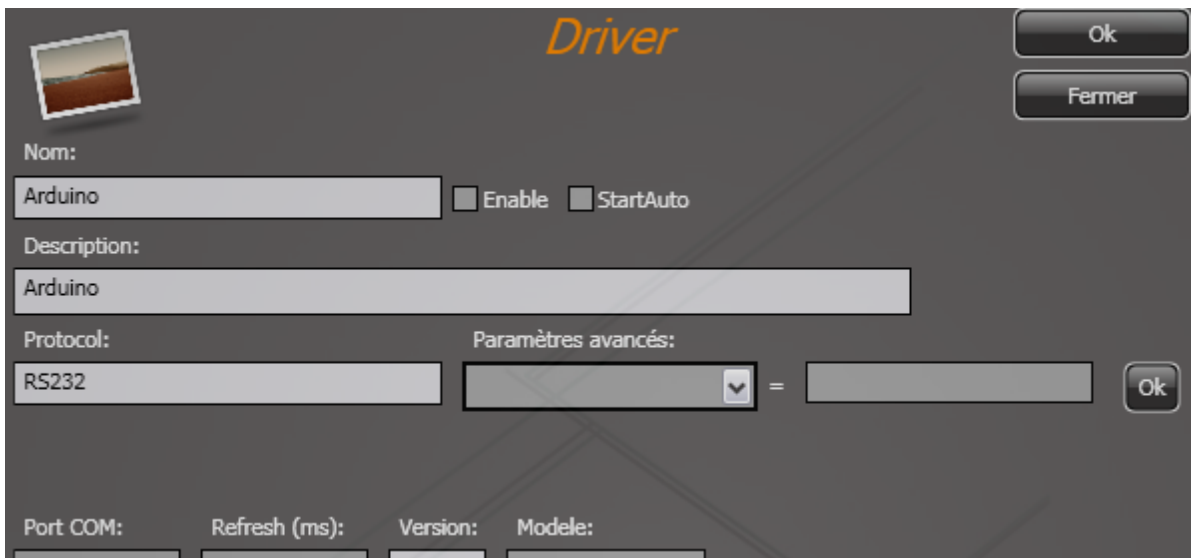 Driver
Ok
Fermer
Nom:
Arduino
Enable
StartAuto
Description:
Arduino
Protocol:
Paramètres avancés:
RS232
=
Ok
Port COM:
Refresh (ms):
Version:
Modele: